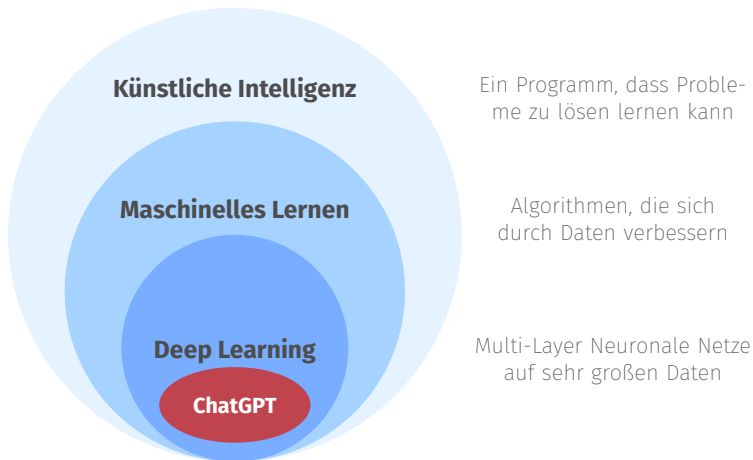 Künstliche Intelligenz
Ein Programm, dass Proble-
me zu lösen lernen kann
Maschinelles Lernen
Algorithmen, die sich
durch Daten verbessern
Deep Learning
Multi-Layer Neuronale Netze
auf sehr großen Daten
ChatGPT